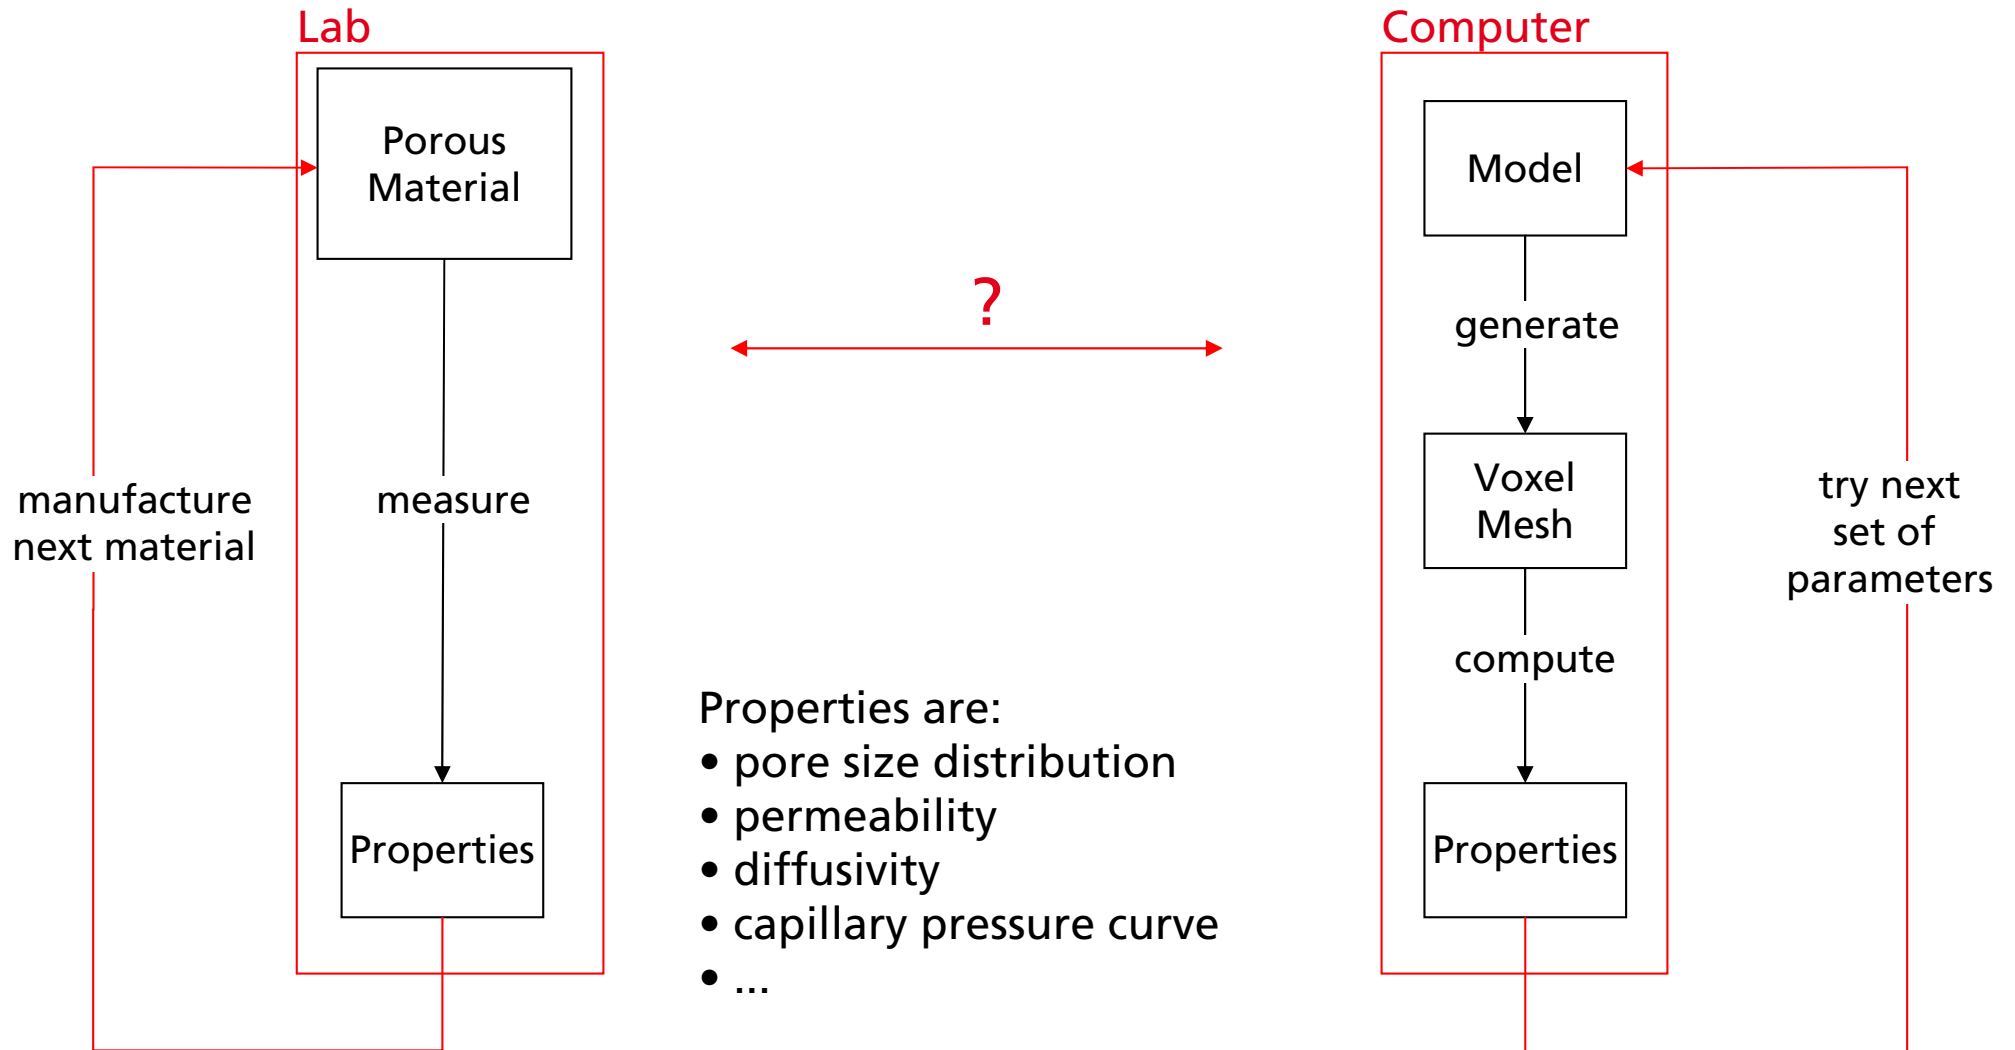 Lab
Computer
Porous
Material
Model
?
generate
manufacture
next material
measure
Voxel
Mesh
try next
set of
parameters
compute
Properties are:
• pore size distribution
• permeability
• diffusivity
• capillary pressure curve
• ...
Properties
Properties